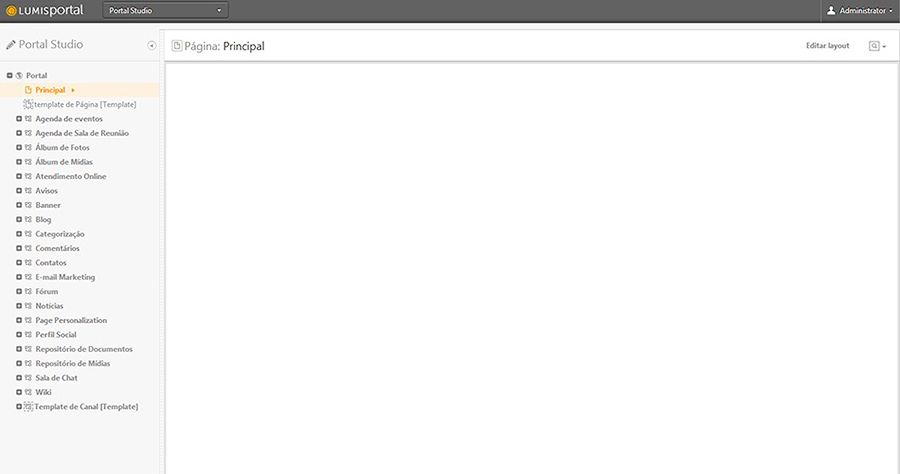 LUMISportal
Portal Studio
Administrator
Portal Studio
Página: Principal
Editar layout
Portal
Principal
template de Página [Template]
Agenda de eventos
Agenda de Sala de Reunião
Álbum de Fotos
Álbum de Mídias
Atendimento Online
Avisos
Banner
Blog
Categorização
Comentários
Contatos
E-mail Marketing
Fórum
Notícias
Page Personalization
Perfil Social
Repositório de Documentos
Repositório de Mídias
Sala de Chat
Wiki
Template de Canal [Template]